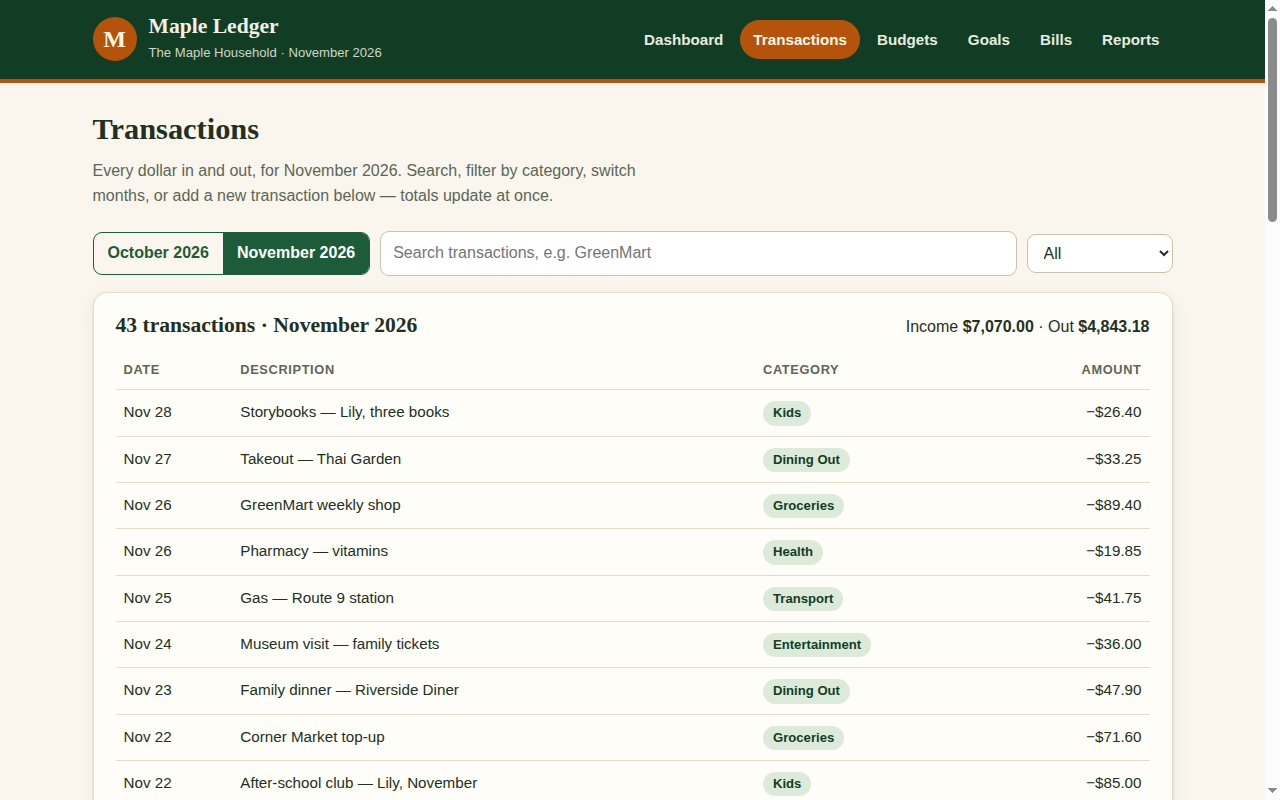 M
Maple Ledger
The Maple Household · November 2026
Dashboard Transactions Budgets Goals Bills Reports
Transactions
Every dollar in and out, for November 2026. Search, filter by category, switch
months, or add a new transaction below — totals update at once.
October 2026 November 2026 Search transactions, e.g. GreenMart All
43 transactions · November 2026 Income $7,070.00 · Out $4,843.18
DATE DESCRIPTION CATEGORY AMOUNT
Nov 28 Storybooks — Lily, three books Kids −$26.40
Nov 27 Takeout — Thai Garden Dining Out −$33.25
Nov 26 GreenMart weekly shop Groceries −$89.40
Nov 26 Pharmacy — vitamins Health −$19.85
Nov 25 Gas — Route 9 station Transport −$41.75
Nov 24 Museum visit — family tickets Entertainment −$36.00
Nov 23 Family dinner — Riverside Diner Dining Out −$47.90
Nov 22 Corner Market top-up Groceries −$71.60
Nov 22 After-school club — Lily, November Kids −$85.00